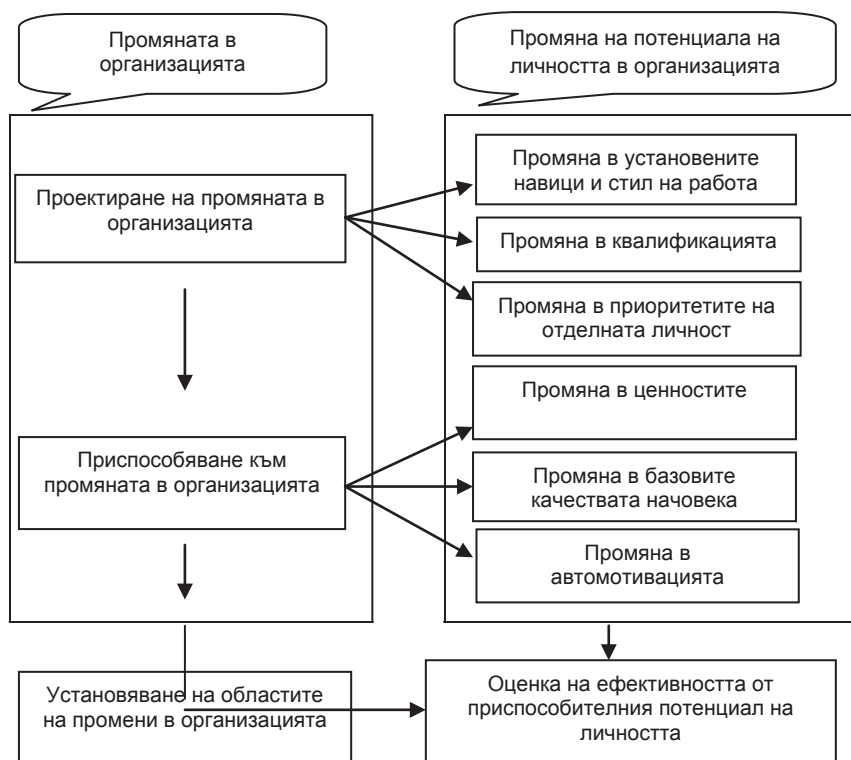 Промяната в
организацията
Промяна на потенциала на
личността в организацията
Проектиране на промяната в
организацията
Промяна в установените
навици и стил на работа
Промяна в квалификацията
Промяна в приоритетите на
отделната личност
Приспособяване към
промяната в организацията
Промяна в ценностите
Промяна в базовите
качествата начовека
Промяна в
автомотивацията
Установяване на областите
на промени в организацията
Оценка на ефективността от
приспособителния потенциал на
личността